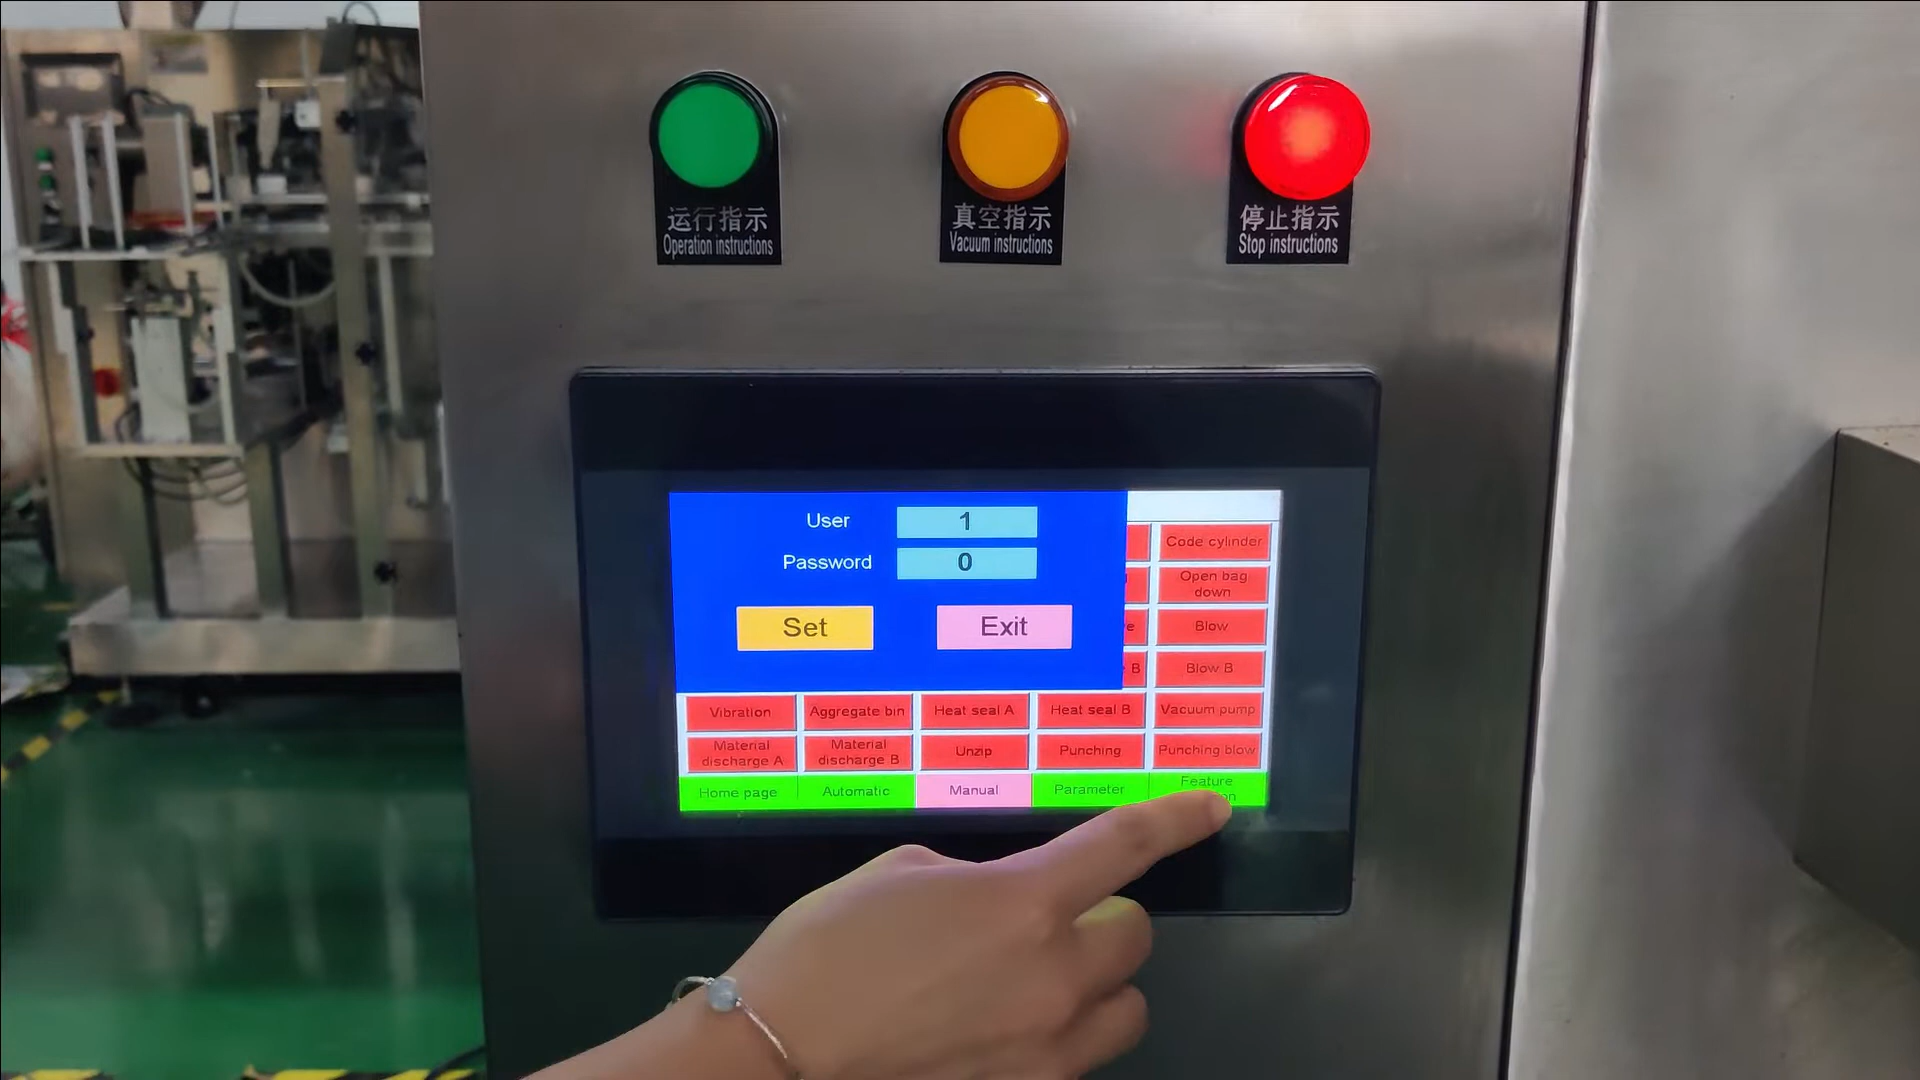 运行指示
Operation instructions
真空指示
Vacuum instructions
停止指示
Stop instructions
User 1
Password 0
Set Exit
Code cylinder
Open bag
down
e Blow
B Blow B
Vibration Aggregate bin Heat seal A Heat seal B Vacuum pump
Material
discharge A
Material
discharge B
Unzip Punching Punching blow
Home page Automatic Manual Parameter Feature